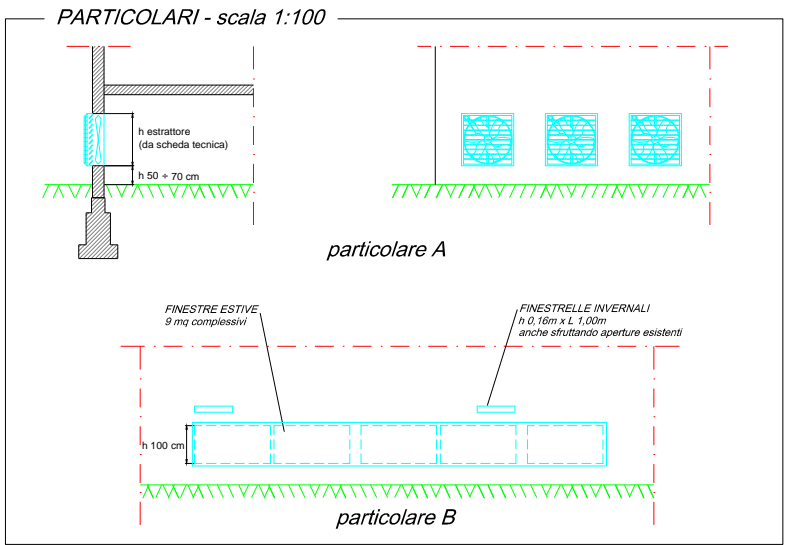 PARTICOLARI - scala 1:100
h estrattore
(da scheda tecnica)
h 50 ÷ 70 cm
particolare A
FINESTRE ESTIVE
9 mq complessivi
FINESTRELLE INVERNALI
h 0,16m x L 1,00m
anche sfruttando aperture esistenti
h 100 cm
particolare B